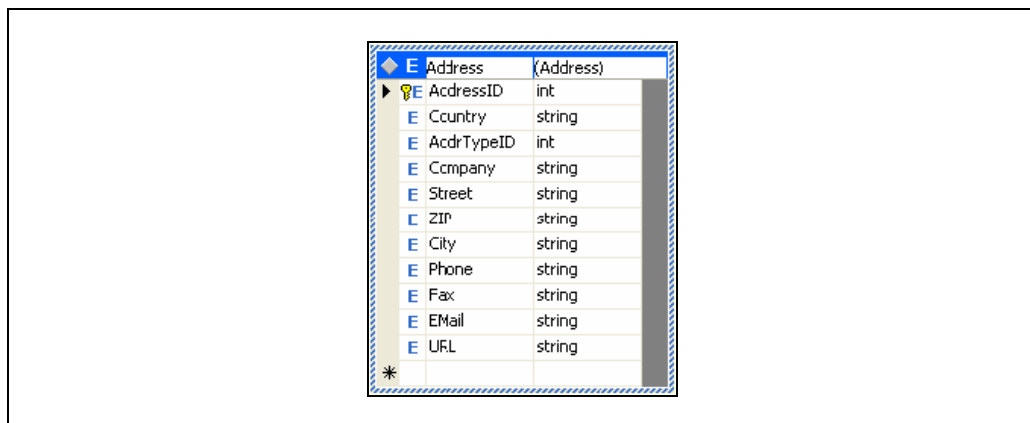 E Address (Address)
E AddressID int
E Country string
E AddrTypeID int
E Company string
E Street string
E ZIP string
E City string
E Phone string
E Fax string
E EMail string
E URL string
*